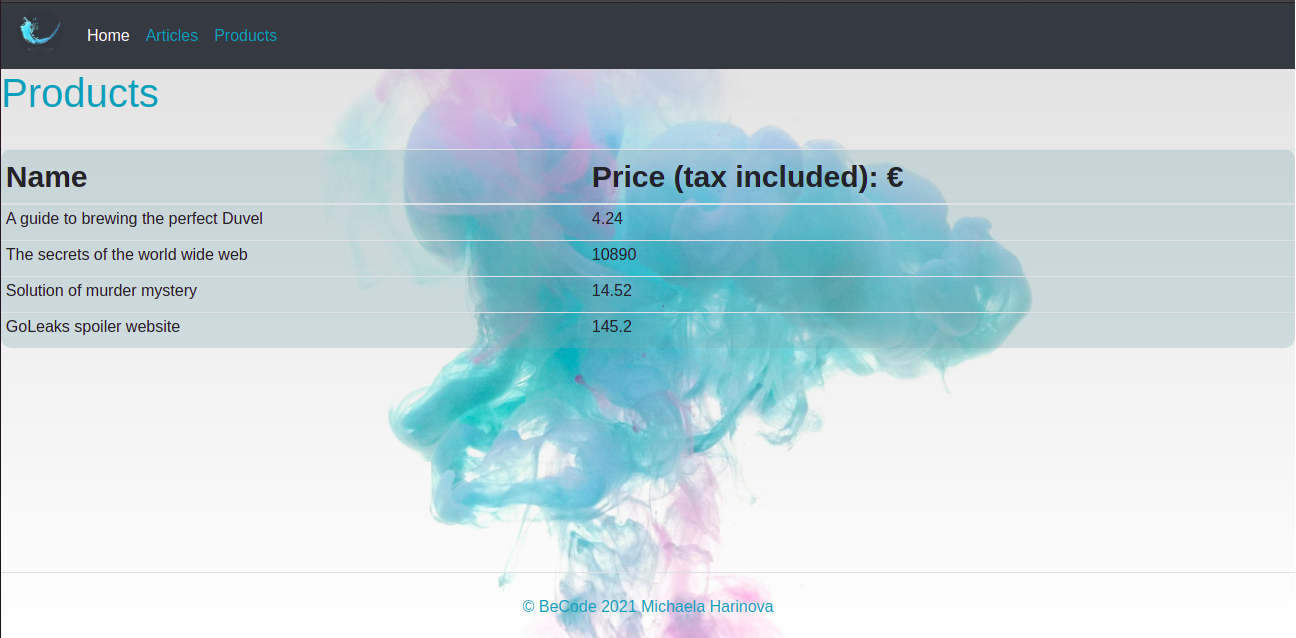 Home Articles Products
Products
Name Price (tax included): €
A guide to brewing the perfect Duvel 4.24
The secrets of the world wide web 10890
Solution of murder mystery 14.52
GoLeaks spoiler website 145.2
© BeCode 2021 Michaela Harinova